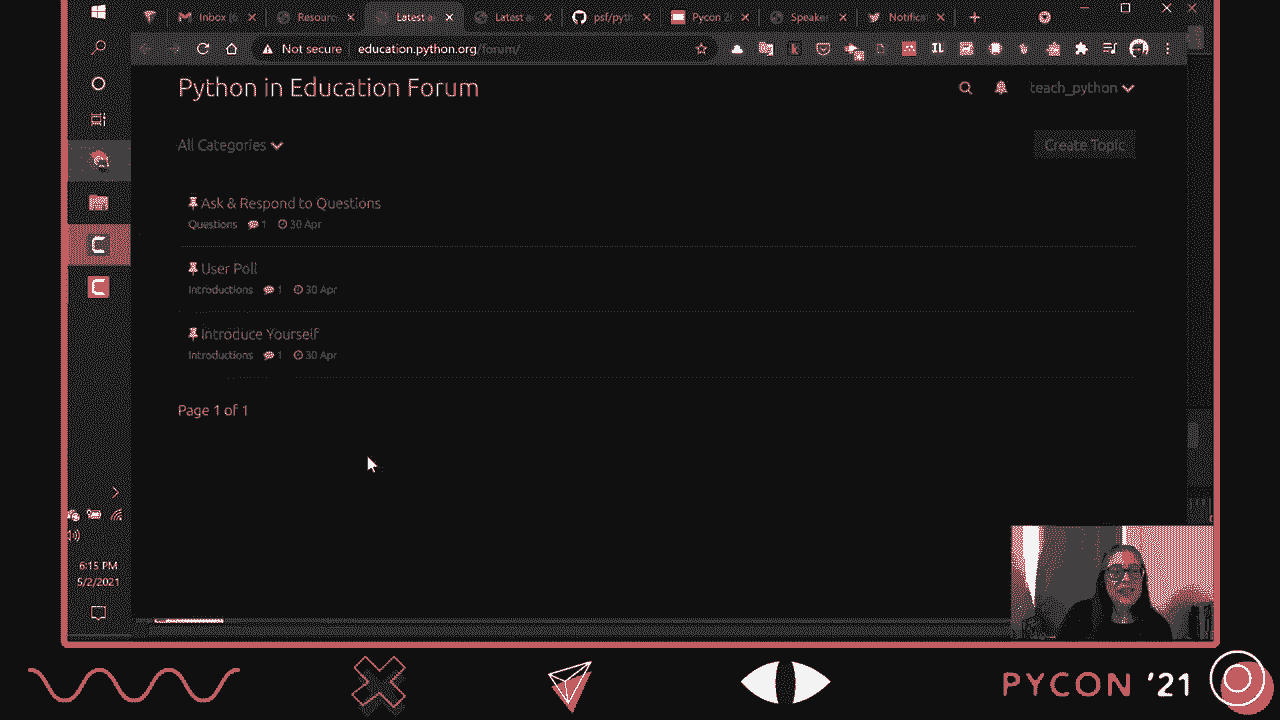 Inbox (6
Resourc
Latest a
Latest a
psf/pyth
Pycon 2
Speaker
Notifica
Not secure
education.python.org/forum/
TL
Python in Education Forum
teach_python
All Categories
Create Topic
Ask & Respond to Questions
Questions 1 30 Apr
User Poll
Introductions 1 30 Apr
Introduce Yourself
Introductions 1 30 Apr
Page 1 of 1
6:15 PM
5/2/2021
PYCON '21